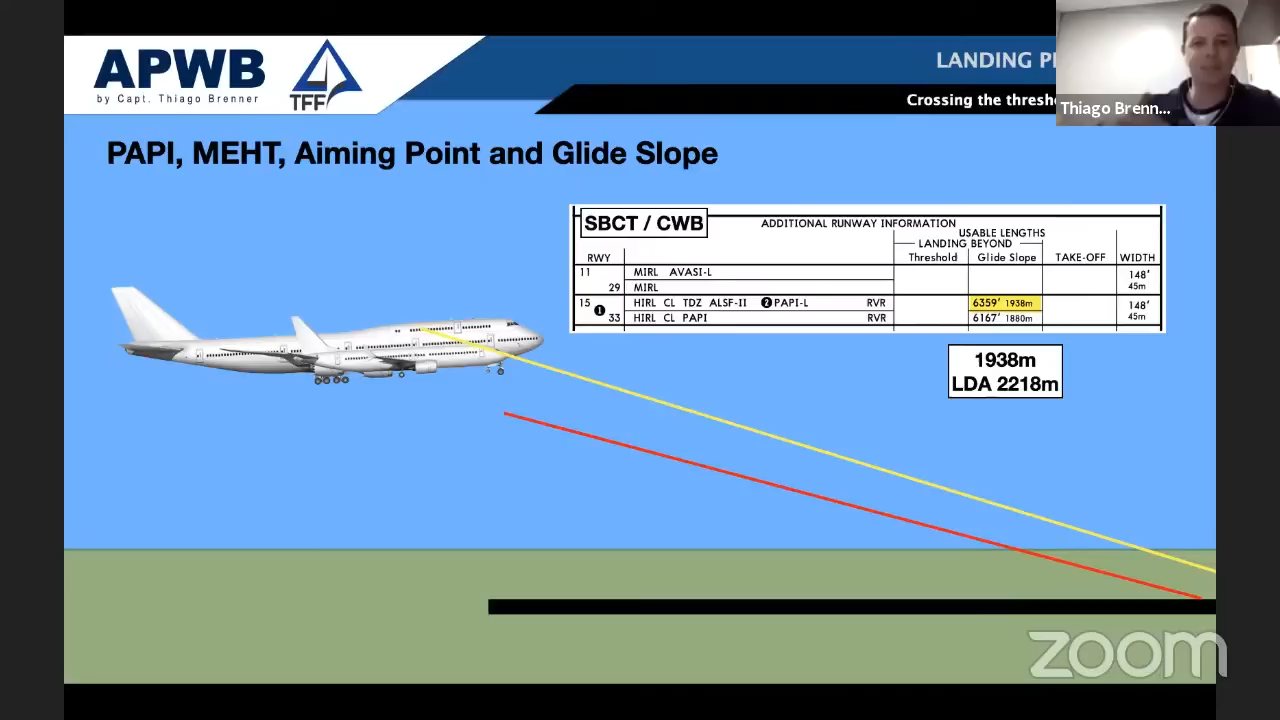 APWB
by Capt. Thiago Brenner
TFF
LANDING
Crossing the
Thiago Brenn...
PAPI, MEHT, Aiming Point and Glide Slope
SBCT / CWB
ADDITIONAL RUNWAY INFORMATION
USABLE LENGTHS
LANDING BEYOND
RWY Threshold Glide Slope TAKE-OFF WIDTH
11 MIRL AVASI-L 148'
29 MIRL 45m
15 HIRL CL TDZ ALSF-II 2 PAPI-L RVR 6359' 1938m 148'
1 33 HIRL CL PAPI RVR 6167' 1880m 45m
1938m
LDA 2218m
zoom